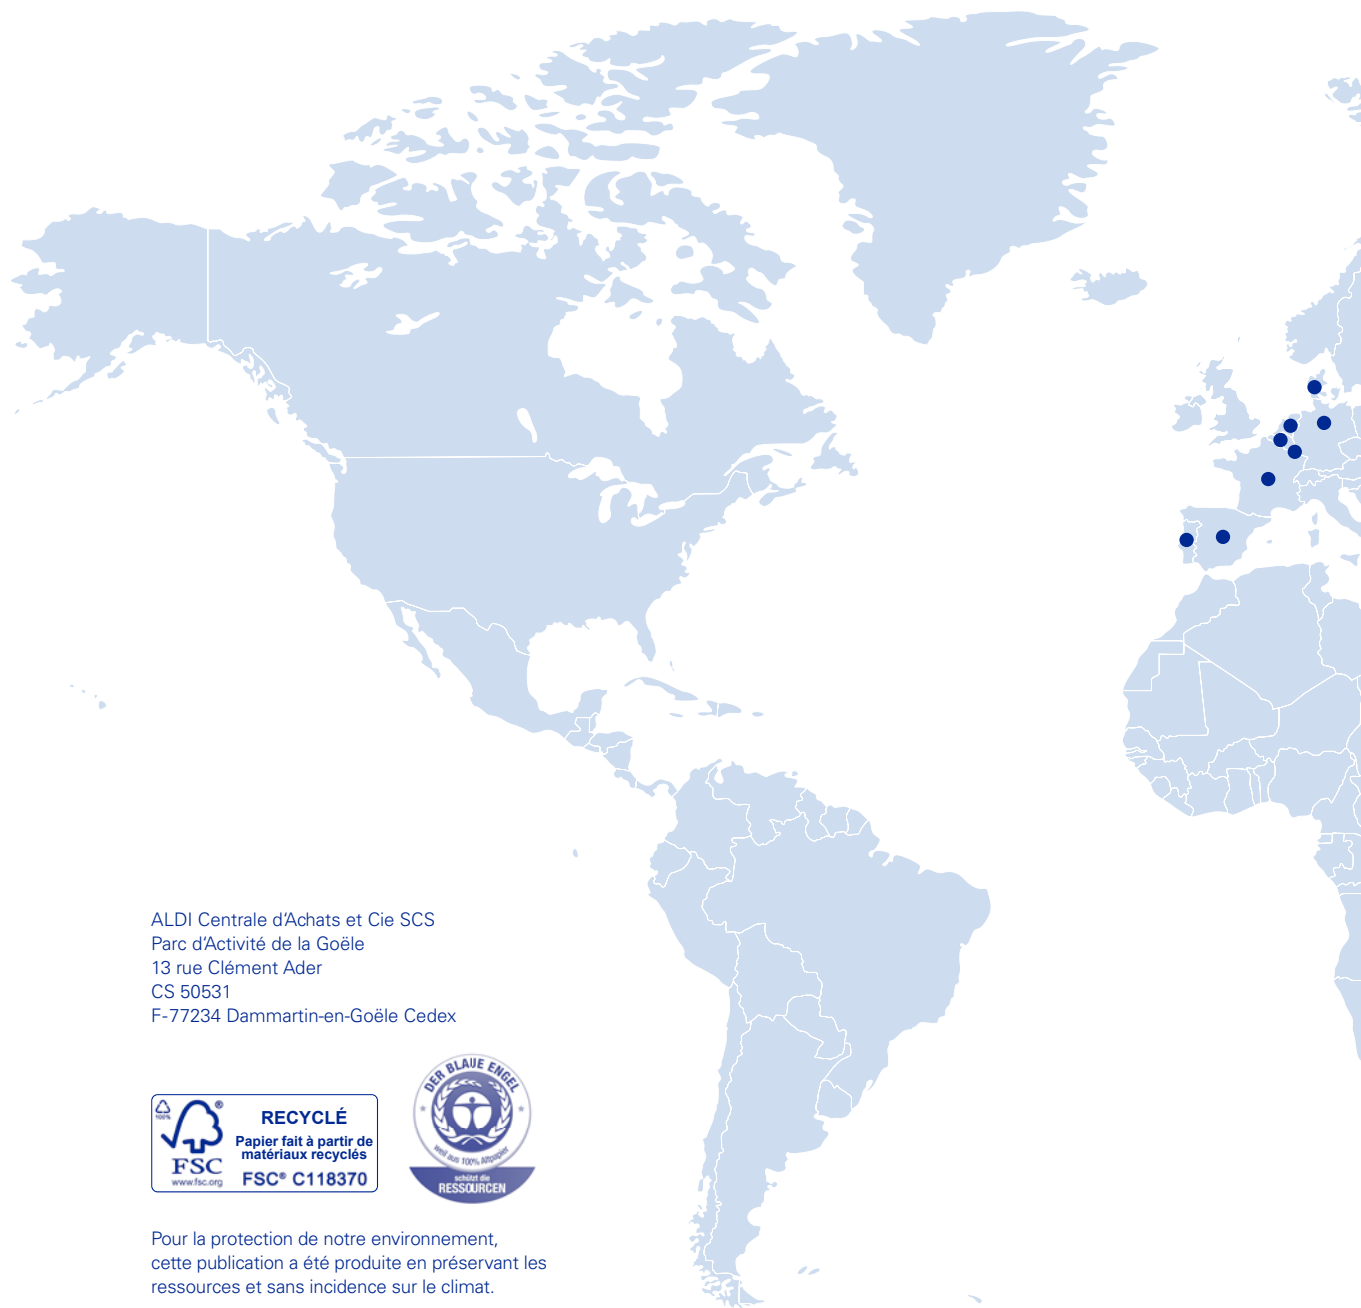 ALDI Centrale d'Achats et Cie SCS
Parc d'Activité de la Goële
13 rue Clément Ader
CS 50531
F-77234 Dammartin-en-Goële Cedex
100%
®
RECYCLÉ
Papier fait à partir de
matériaux recyclés
FSC
www.fsc.org
FSC® C118370
DER BLAUE ENGEL
weil aus 100% Altpapier
schützt die
RESSOURCEN
Pour la protection de notre environnement,
cette publication a été produite en préservant les
ressources et sans incidence sur le climat.